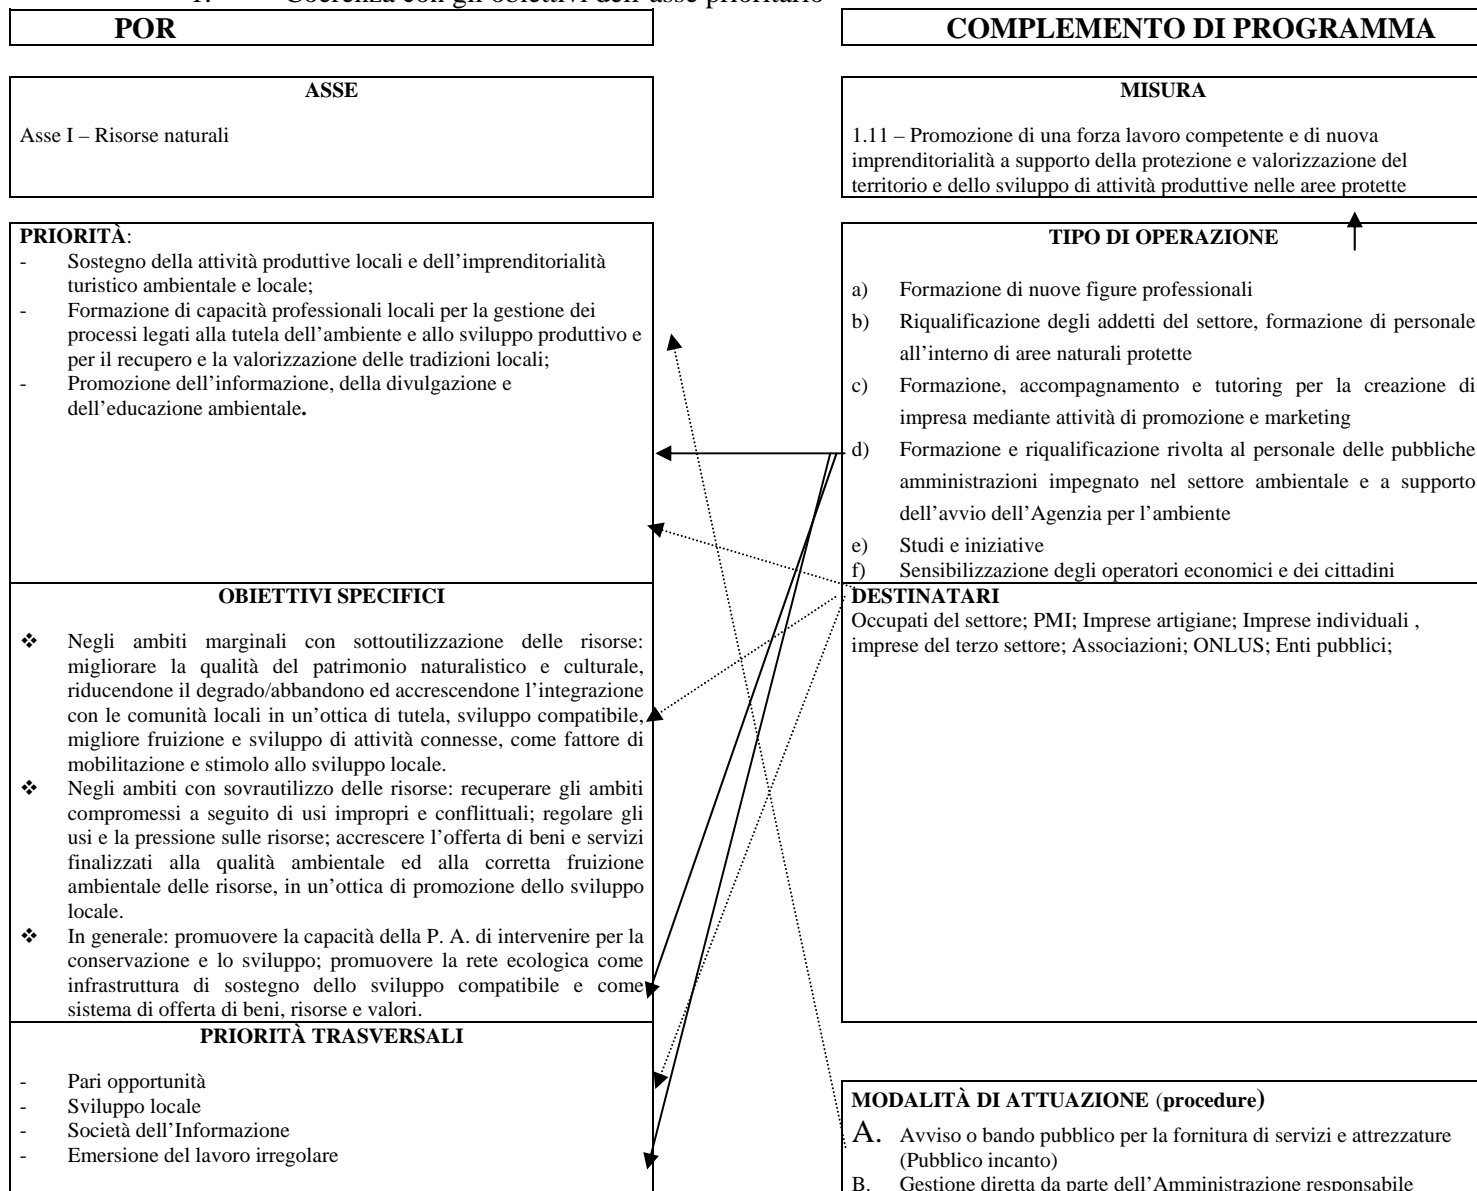 1. Coerenza con gli obiettivi dell'asse prioritario
POR
COMPLEMENTO DI PROGRAMMA
ASSE
Asse I – Risorse naturali
MISURA
1.11 – Promozione di una forza lavoro competente e di nuova
imprenditorialità a supporto della protezione e valorizzazione del
territorio e dello sviluppo di attività produttive nelle aree protette
PRIORITÀ:
- Sostegno della attività produttive locali e dell'imprenditorialità
turistico ambientale e locale;
- Formazione di capacità professionali locali per la gestione dei
processi legati alla tutela dell'ambiente e allo sviluppo produttivo e
per il recupero e la valorizzazione delle tradizioni locali;
- Promozione dell'informazione, della divulgazione e
dell'educazione ambientale.
TIPO DI OPERAZIONE
a) Formazione di nuove figure professionali
b) Riqualificazione degli addetti del settore, formazione di personale
all'interno di aree naturali protette
c) Formazione, accompagnamento e tutoring per la creazione di
impresa mediante attività di promozione e marketing
d) Formazione e riqualificazione rivolta al personale delle pubbliche
amministrazioni impegnato nel settore ambientale e a supporto
dell'avvio dell'Agenzia per l'ambiente
e) Studi e iniziative
f) Sensibilizzazione degli operatori economici e dei cittadini
OBIETTIVI SPECIFICI
❖ Negli ambiti marginali con sottoutilizzazione delle risorse:
migliorare la qualità del patrimonio naturalistico e culturale,
riducendone il degrado/abbandono ed accrescendone l'integrazione
con le comunità locali in un'ottica di tutela, sviluppo compatibile,
migliore fruizione e sviluppo di attività connesse, come fattore di
mobilitazione e stimolo allo sviluppo locale.
❖ Negli ambiti con sovrautilizzo delle risorse: recuperare gli ambiti
compromessi a seguito di usi impropri e conflittuali; regolare gli
usi e la pressione sulle risorse; accrescere l'offerta di beni e servizi
finalizzati alla qualità ambientale ed alla corretta fruizione
ambientale delle risorse, in un'ottica di promozione dello sviluppo
locale.
❖ In generale: promuovere la capacità della P. A. di intervenire per la
conservazione e lo sviluppo; promuovere la rete ecologica come
infrastruttura di sostegno dello sviluppo compatibile e come
sistema di offerta di beni, risorse e valori.
DESTINATARI
Occupati del settore; PMI; Imprese artigiane; Imprese individuali ,
imprese del terzo settore; Associazioni; ONLUS; Enti pubblici;
PRIORITÀ TRASVERSALI
- Pari opportunità
- Sviluppo locale
- Società dell'Informazione
- Emersione del lavoro irregolare
MODALITÀ DI ATTUAZIONE (procedure)
A. Avviso o bando pubblico per la fornitura di servizi e attrezzature
(Pubblico incanto)
B. Gestione diretta da parte dell'Amministrazione responsabile